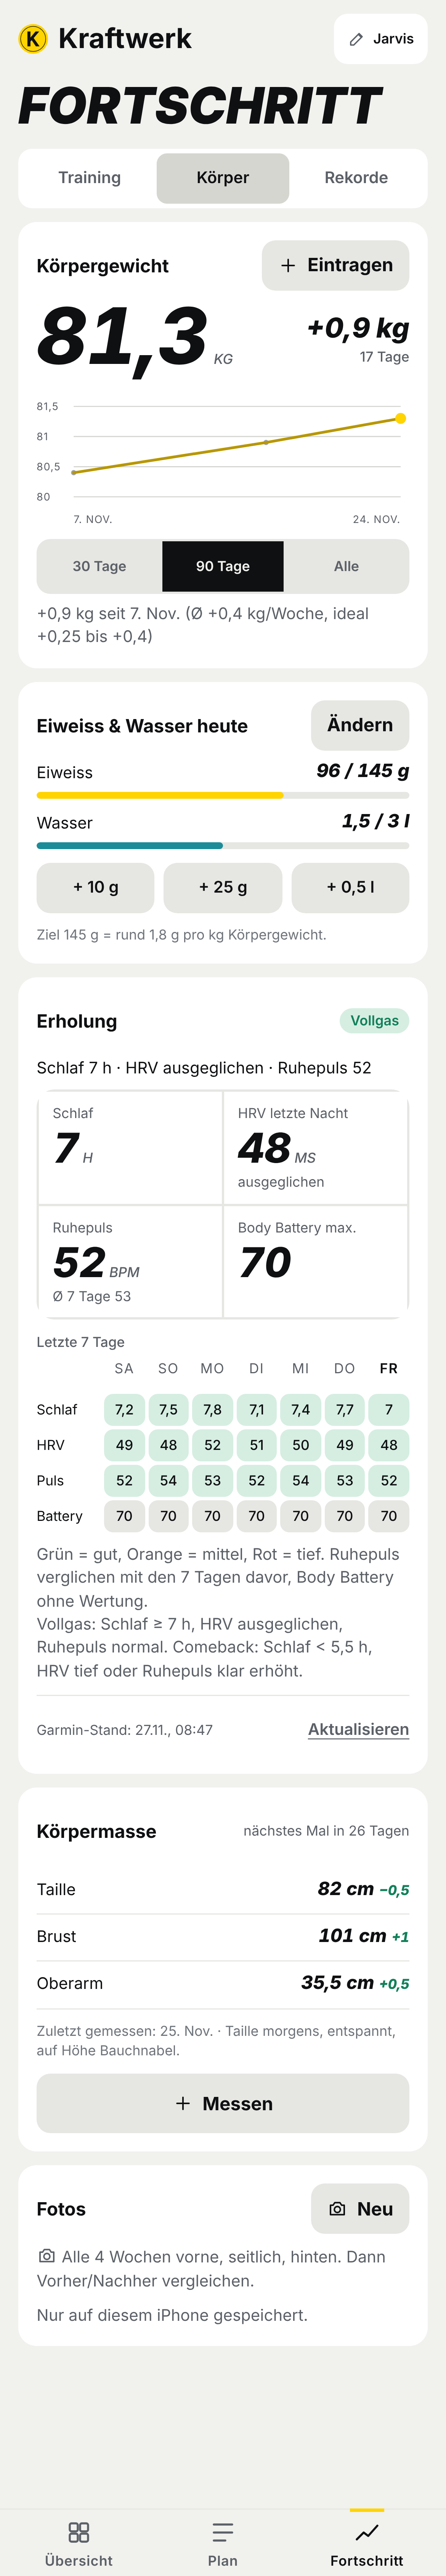 K Kraftwerk
Jarvis
FORTSCHRITT
Training Körper Rekorde
Körpergewicht
+ Eintragen
81,3 KG
+0,9 kg
17 Tage
81,5
81
80,5
80
7. NOV. 24. NOV.
30 Tage 90 Tage Alle
+0,9 kg seit 7. Nov. (Ø +0,4 kg/Woche, ideal
+0,25 bis +0,4)
Eiweiss & Wasser heute
Ändern
Eiweiss 96 / 145 g
Wasser 1,5 / 3 l
+ 10 g + 25 g + 0,5 l
Ziel 145 g = rund 1,8 g pro kg Körpergewicht.
Erholung
Vollgas
Schlaf 7 h · HRV ausgeglichen · Ruhepuls 52
Schlaf
7 H
HRV letzte Nacht
48 MS
ausgeglichen
Ruhepuls
52 BPM
Ø 7 Tage 53
Body Battery max.
70
Letzte 7 Tage
SA SO MO DI MI DO FR
Schlaf 7,2 7,5 7,8 7,1 7,4 7,7 7
HRV 49 48 52 51 50 49 48
Puls 52 54 53 52 54 53 52
Battery 70 70 70 70 70 70 70
Grün = gut, Orange = mittel, Rot = tief. Ruhepuls
verglichen mit den 7 Tagen davor, Body Battery
ohne Wertung.
Vollgas: Schlaf ≥ 7 h, HRV ausgeglichen,
Ruhepuls normal. Comeback: Schlaf < 5,5 h,
HRV tief oder Ruhepuls klar erhöht.
Garmin-Stand: 27.11., 08:47
Aktualisieren
Körpermasse
nächstes Mal in 26 Tagen
Taille 82 cm −0,5
Brust 101 cm +1
Oberarm 35,5 cm +0,5
Zuletzt gemessen: 25. Nov. · Taille morgens, entspannt,
auf Höhe Bauchnabel.
+ Messen
Fotos
Neu
Alle 4 Wochen vorne, seitlich, hinten. Dann
Vorher/Nachher vergleichen.
Nur auf diesem iPhone gespeichert.
Übersicht Plan Fortschritt